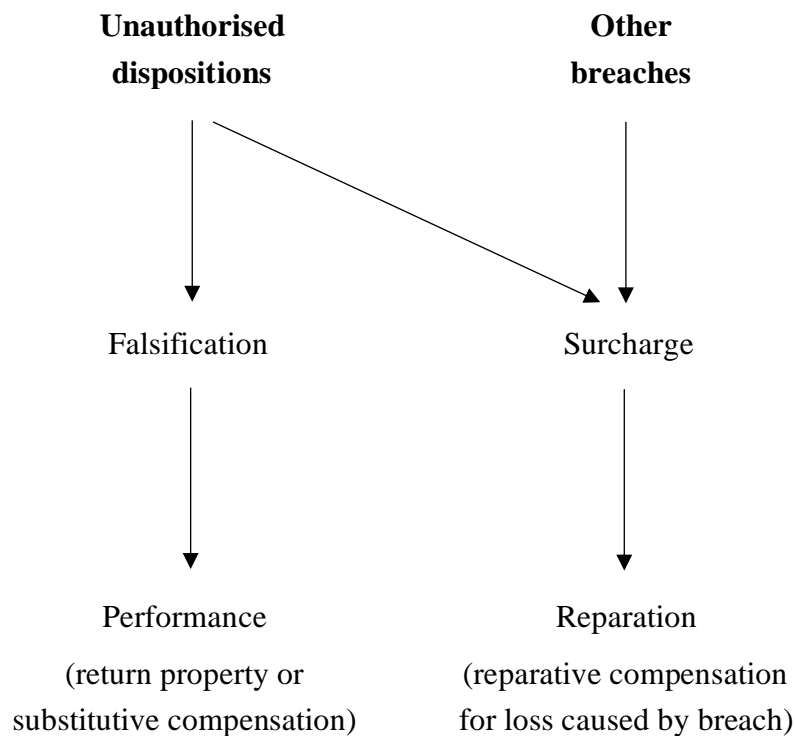 Unauthorised
dispositions
Other
breaches
Falsification
Surcharge
Performance
(return property or
substitutive compensation)
Reparation
(reparative compensation
for loss caused by breach)